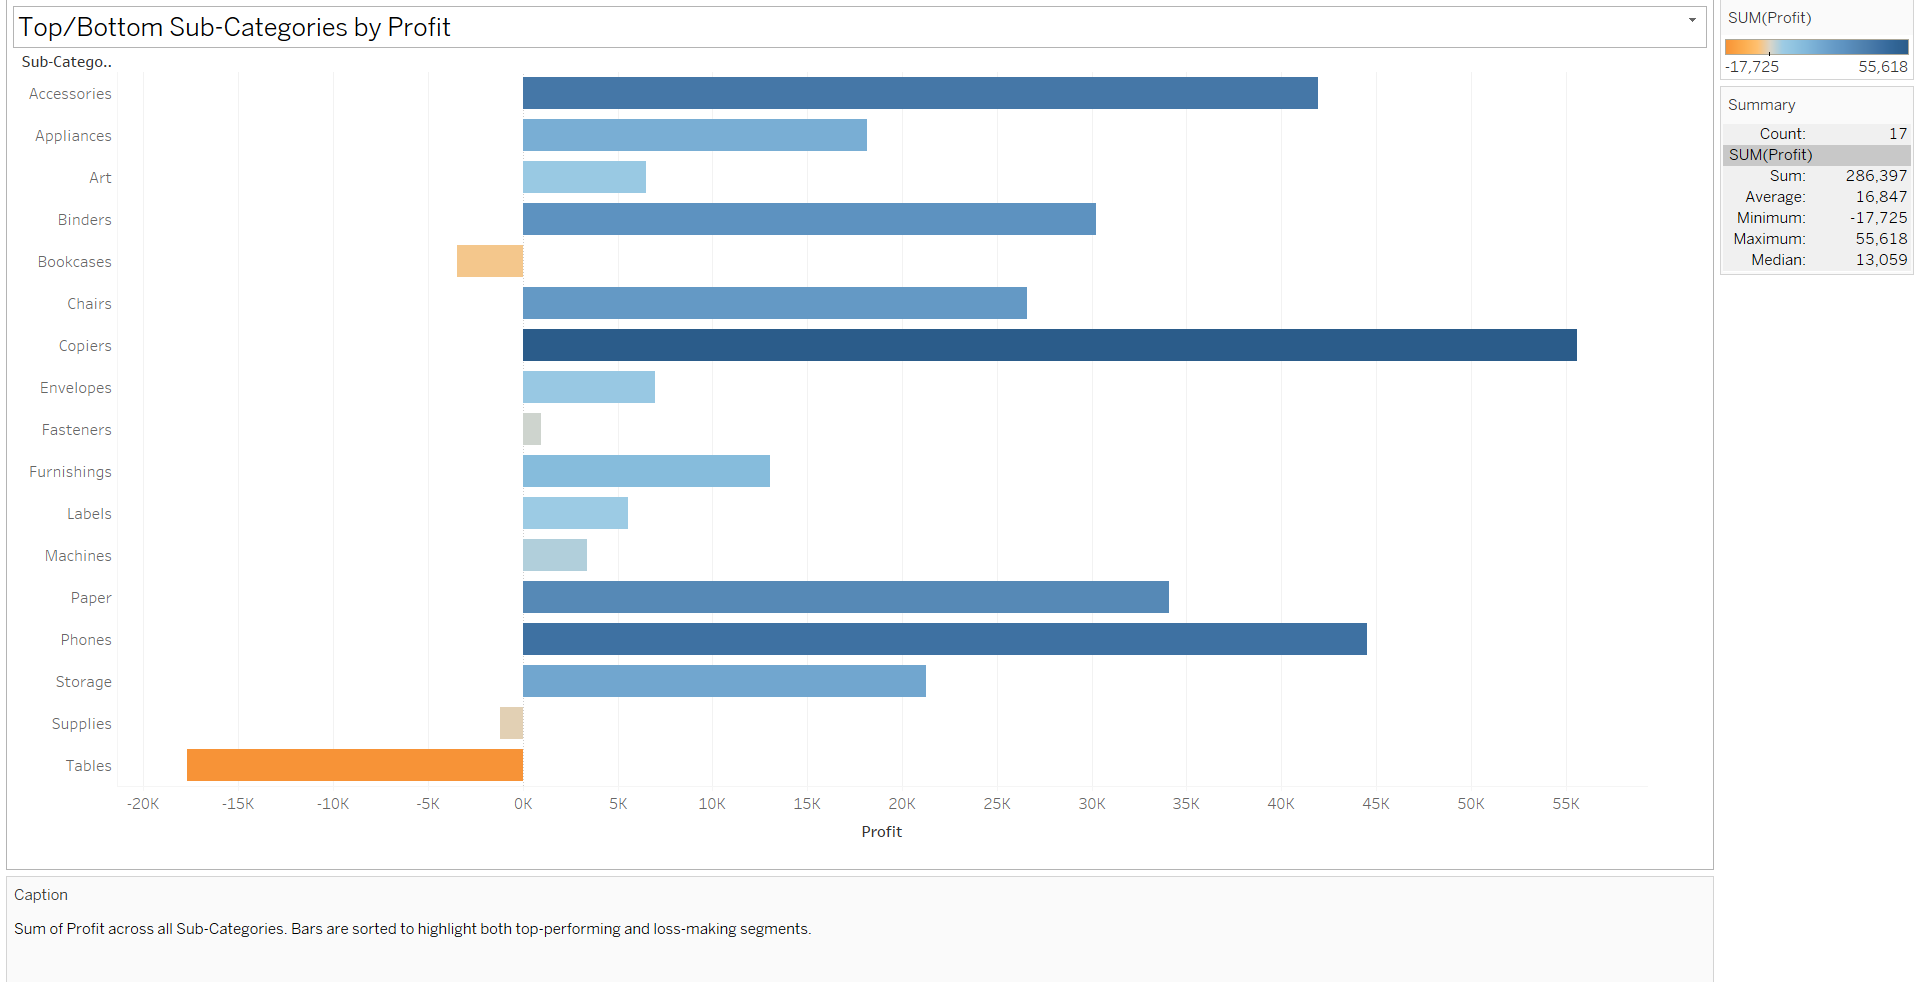 Top/Bottom Sub-Categories by Profit
Sub-Catego..
Accessories
Appliances
Art
Binders
Bookcases
Chairs
Copiers
Envelopes
Fasteners
Furnishings
Labels
Machines
Paper
Phones
Storage
Supplies
Tables
-20K -15K -10K -5K 0K 5K 10K 15K 20K 25K 30K 35K 40K 45K 50K 55K
Profit
SUM(Profit)
-17,725 55,618
Summary
Count: 17
SUM(Profit)
Sum: 286,397
Average: 16,847
Minimum: -17,725
Maximum: 55,618
Median: 13,059
Caption
Sum of Profit across all Sub-Categories. Bars are sorted to highlight both top-performing and loss-making segments.